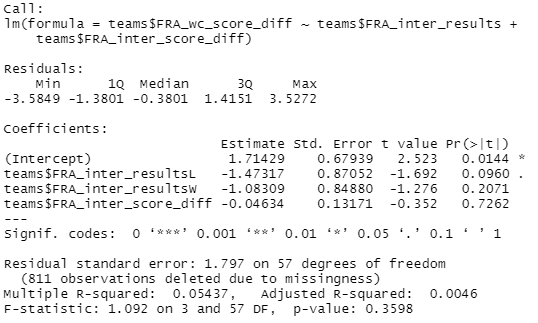 Call:
lm(formula = teams$FRA_wc_score_diff ~ teams$FRA_inter_results +
    teams$FRA_inter_score_diff)
Residuals:
    Min      1Q  Median      3Q     Max
-3.5849 -1.3801 -0.3801  1.4151  3.5272
Coefficients:
                           Estimate Std. Error t value Pr(>|t|)
(Intercept)                 1.71429    0.67939   2.523   0.0144 *
teams$FRA_inter_resultsL   -1.47317    0.87052  -1.692   0.0960 .
teams$FRA_inter_resultsW   -1.08309    0.84880  -1.276   0.2071
teams$FRA_inter_score_diff -0.04634    0.13171  -0.352   0.7262
---
Signif. codes:  0 ‘***’ 0.001 ‘**’ 0.01 ‘*’ 0.05 ‘.’ 0.1 ‘ ’ 1
Residual standard error: 1.797 on 57 degrees of freedom
  (811 observations deleted due to missingness)
Multiple R-squared:  0.05437,	Adjusted R-squared:  0.0046
F-statistic: 1.092 on 3 and 57 DF,  p-value: 0.3598